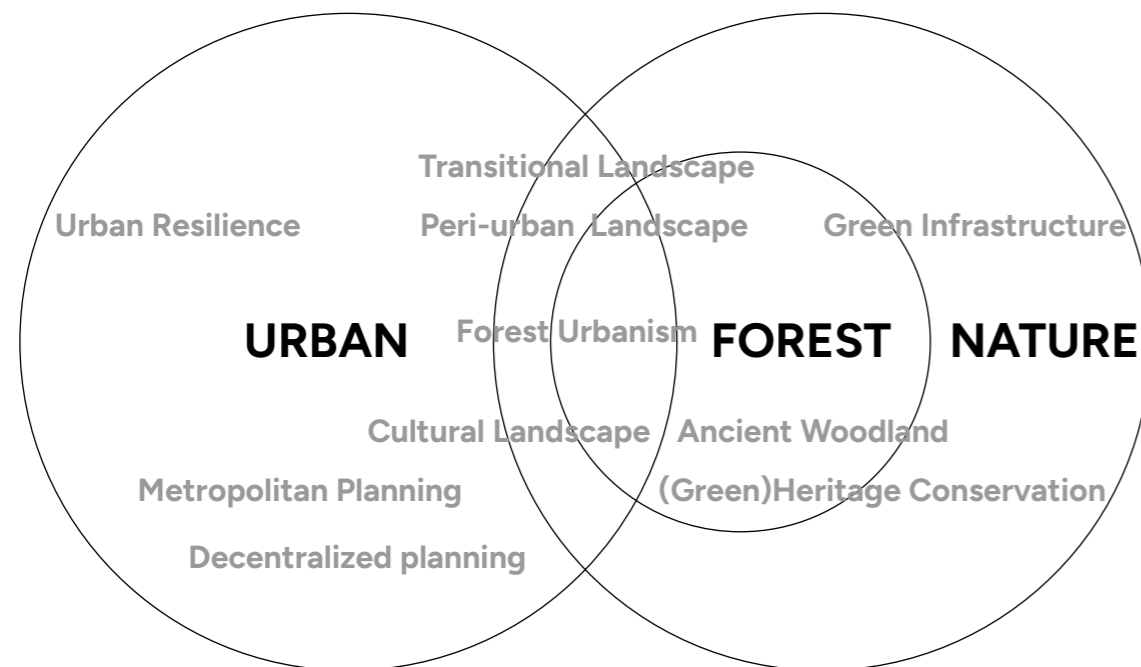 Transitional Landscape
Urban Resilience
Peri-urban Landscape
Green Infrastructure
URBAN
Forest Urbanism
FOREST
NATURE
Cultural Landscape
Ancient Woodland
Metropolitan Planning
(Green)Heritage Conservation
Decentralized planning